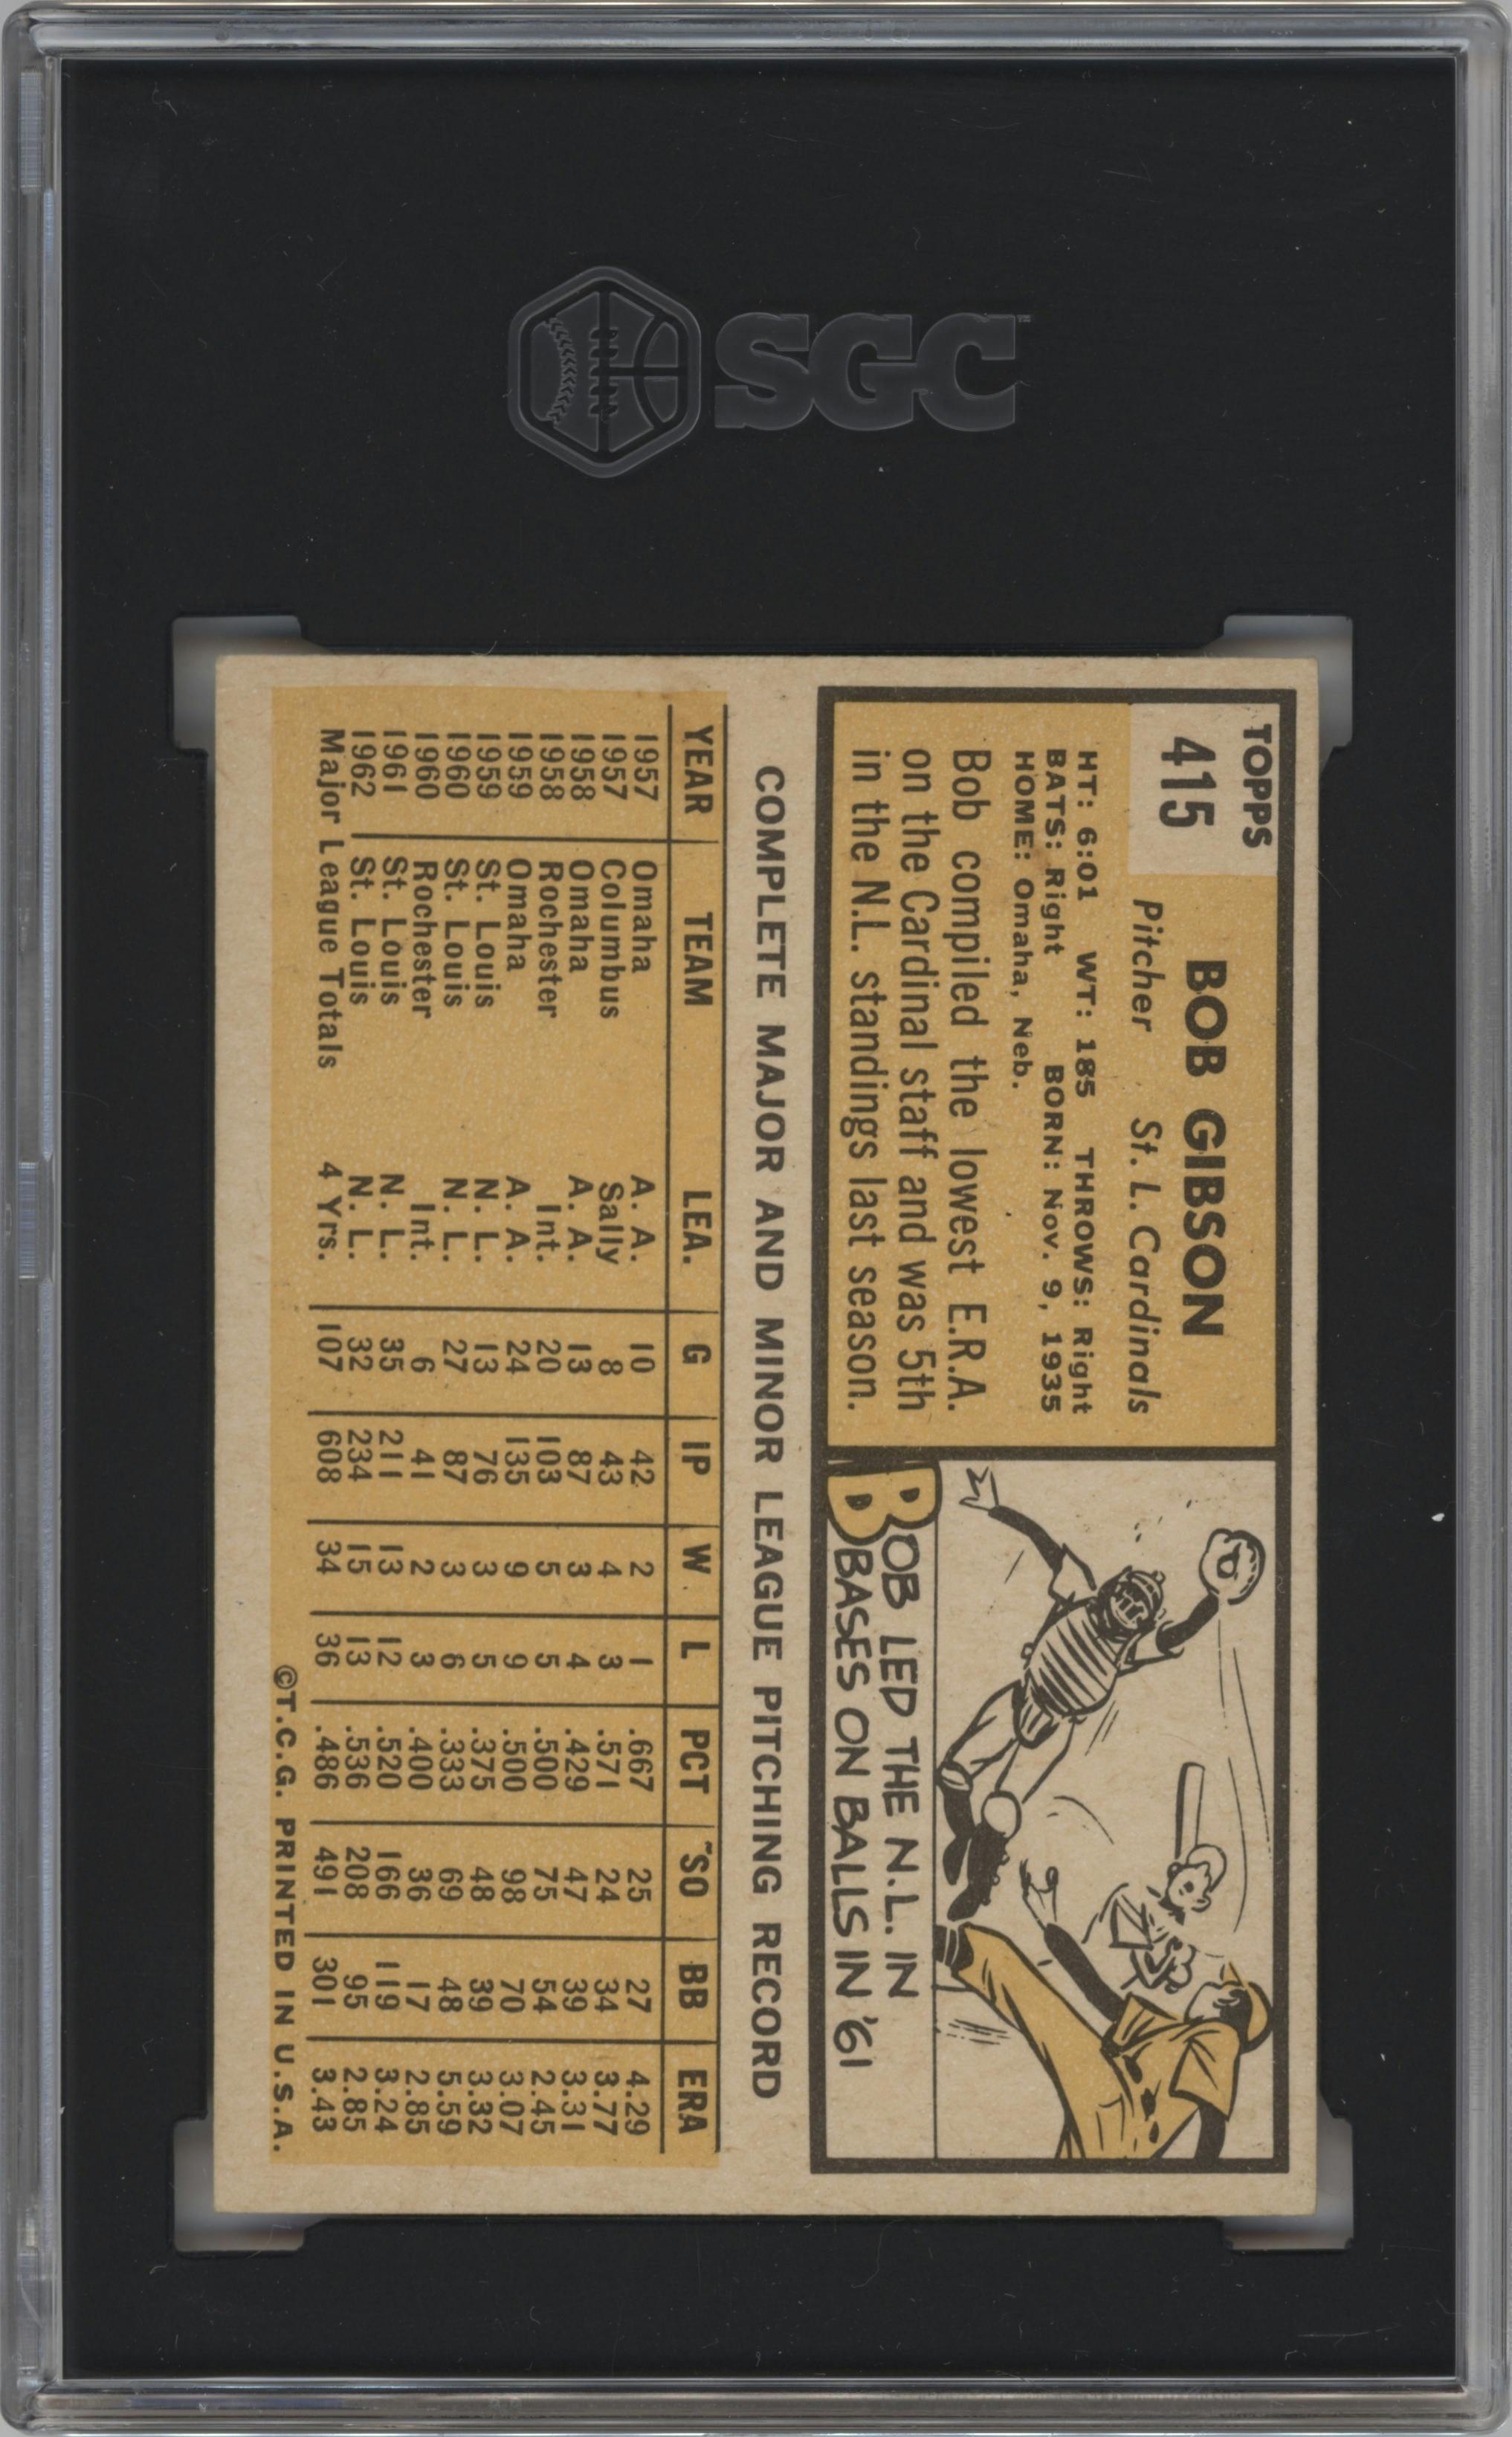 SGC
TOPPS
415
BOB GIBSON
Pitcher St. L. Cardinals
HT: 6:01 WT: 185 THROWS: Right
BATS: Right BORN: Nov. 9, 1935
HOME: Omaha, Neb.
Bob compiled the lowest E.R.A.
on the Cardinal staff and was 5th
in the N.L. standings last season.
BOB LED THE N.L. IN
BASES ON BALLS IN '61
COMPLETE MAJOR AND MINOR LEAGUE PITCHING RECORD
YEAR TEAM LEA. G IP W L PCT SO BB ERA
1957 Omaha A. A. 10 42 2 1 .667 25 27 4.29
1957 Columbus Sally 8 43 4 3 .571 24 34 3.77
1958 Omaha A. A. 13 87 3 4 .429 47 39 3.31
1958 Rochester Int. 20 103 5 5 .500 75 54 2.45
1959 Omaha A. A. 24 135 9 9 .500 98 70 3.07
1959 St. Louis N. L. 13 76 3 5 .375 48 39 3.32
1960 St. Louis N. L. 27 87 3 6 .333 69 48 5.59
1960 Rochester Int. 6 41 2 3 .400 36 17 2.85
1961 St. Louis N. L. 35 211 13 12 .520 166 119 3.24
1962 St. Louis N. L. 32 234 15 13 .536 208 95 2.85
Major League Totals 4 Yrs. 107 608 34 36 .486 491 301 3.43
©T.C.G. PRINTED IN U.S.A.